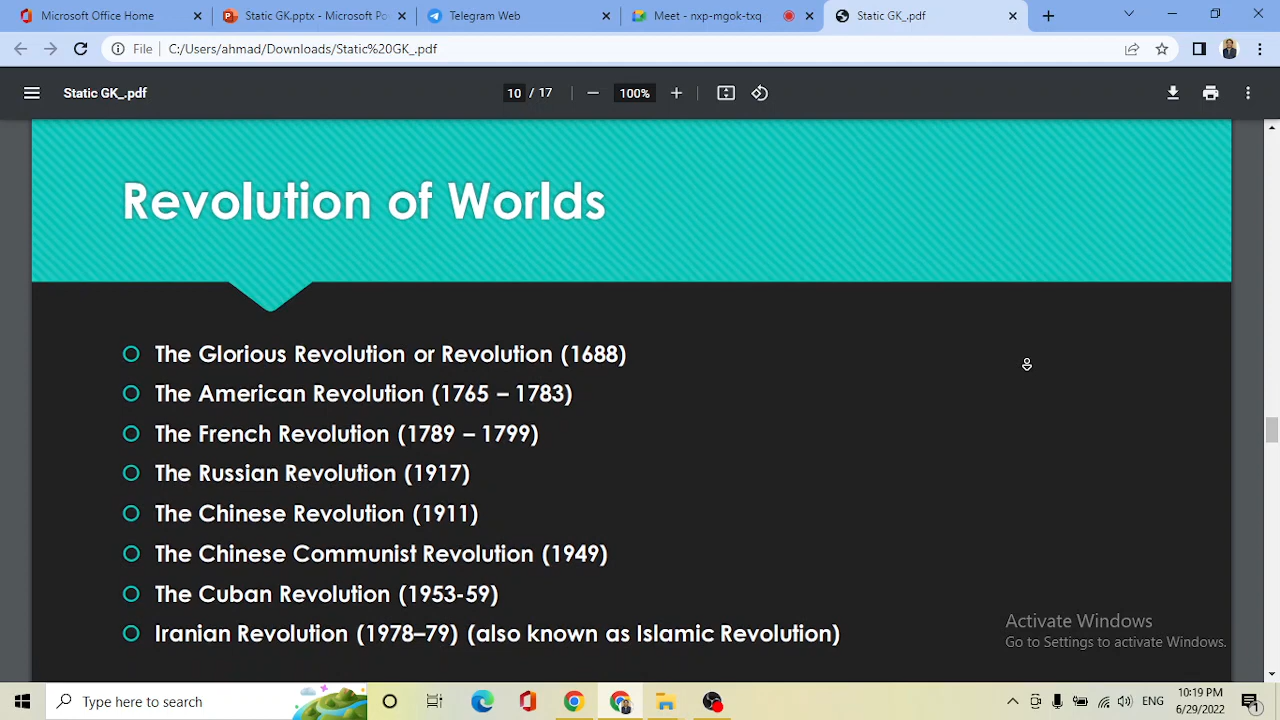 Microsoft Office Home
Static GK.pptx - Microsoft Po
Telegram Web
Meet - nxp-mgok-txq
Static GK_.pdf
File
C:/Users/ahmad/Downloads/Static%20GK_.pdf
Static GK_.pdf
10 / 17
100%
Revolution of Worlds
The Glorious Revolution or Revolution (1688)
The American Revolution (1765 – 1783)
The French Revolution (1789 – 1799)
The Russian Revolution (1917)
The Chinese Revolution (1911)
The Chinese Communist Revolution (1949)
The Cuban Revolution (1953-59)
Iranian Revolution (1978–79) (also known as Islamic Revolution)
Activate Windows
Go to Settings to activate Windows.
Type here to search
ENG
10:19 PM
6/29/2022
1